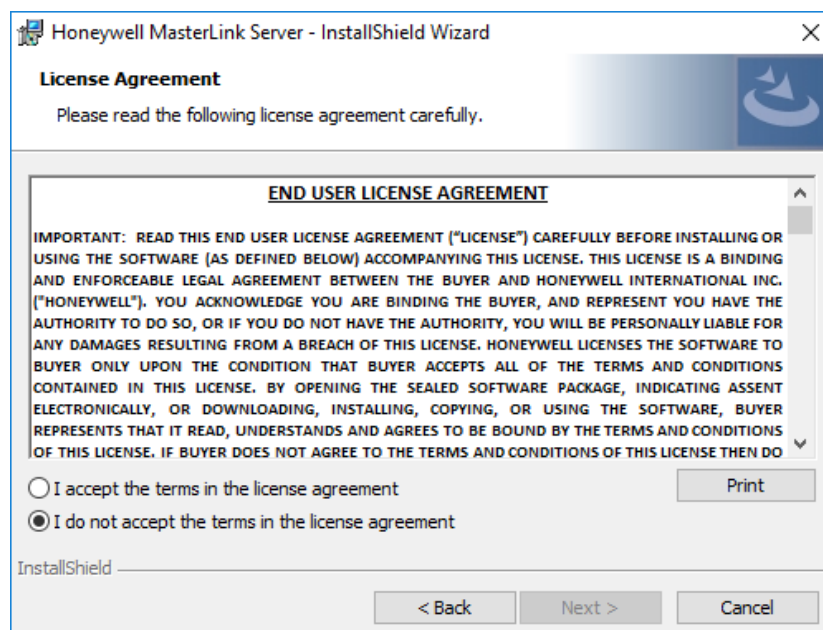 Honeywell MasterLink Server - InstallShield Wizard
License Agreement
Please read the following license agreement carefully.
END USER LICENSE AGREEMENT
IMPORTANT: READ THIS END USER LICENSE AGREEMENT (“LICENSE”) CAREFULLY BEFORE INSTALLING OR
USING THE SOFTWARE (AS DEFINED BELOW) ACCOMPANYING THIS LICENSE. THIS LICENSE IS A BINDING
AND ENFORCEABLE LEGAL AGREEMENT BETWEEN THE BUYER AND HONEYWELL INTERNATIONAL INC.
("HONEYWELL"). YOU ACKNOWLEDGE YOU ARE BINDING THE BUYER, AND REPRESENT YOU HAVE THE
AUTHORITY TO DO SO, OR IF YOU DO NOT HAVE THE AUTHORITY, YOU WILL BE PERSONALLY LIABLE FOR
ANY DAMAGES RESULTING FROM A BREACH OF THIS LICENSE. HONEYWELL LICENSES THE SOFTWARE TO
BUYER ONLY UPON THE CONDITION THAT BUYER ACCEPTS ALL OF THE TERMS AND CONDITIONS
CONTAINED IN THIS LICENSE. BY OPENING THE SEALED SOFTWARE PACKAGE, INDICATING ASSENT
ELECTRONICALLY, OR DOWNLOADING, INSTALLING, COPYING, OR USING THE SOFTWARE, BUYER
REPRESENTS THAT IT READ, UNDERSTANDS AND AGREES TO BE BOUND BY THE TERMS AND CONDITIONS
OF THIS LICENSE. IF BUYER DOES NOT AGREE TO THE TERMS AND CONDITIONS OF THIS LICENSE THEN DO
I accept the terms in the license agreement
Print
I do not accept the terms in the license agreement
InstallShield
< Back
Next >
Cancel